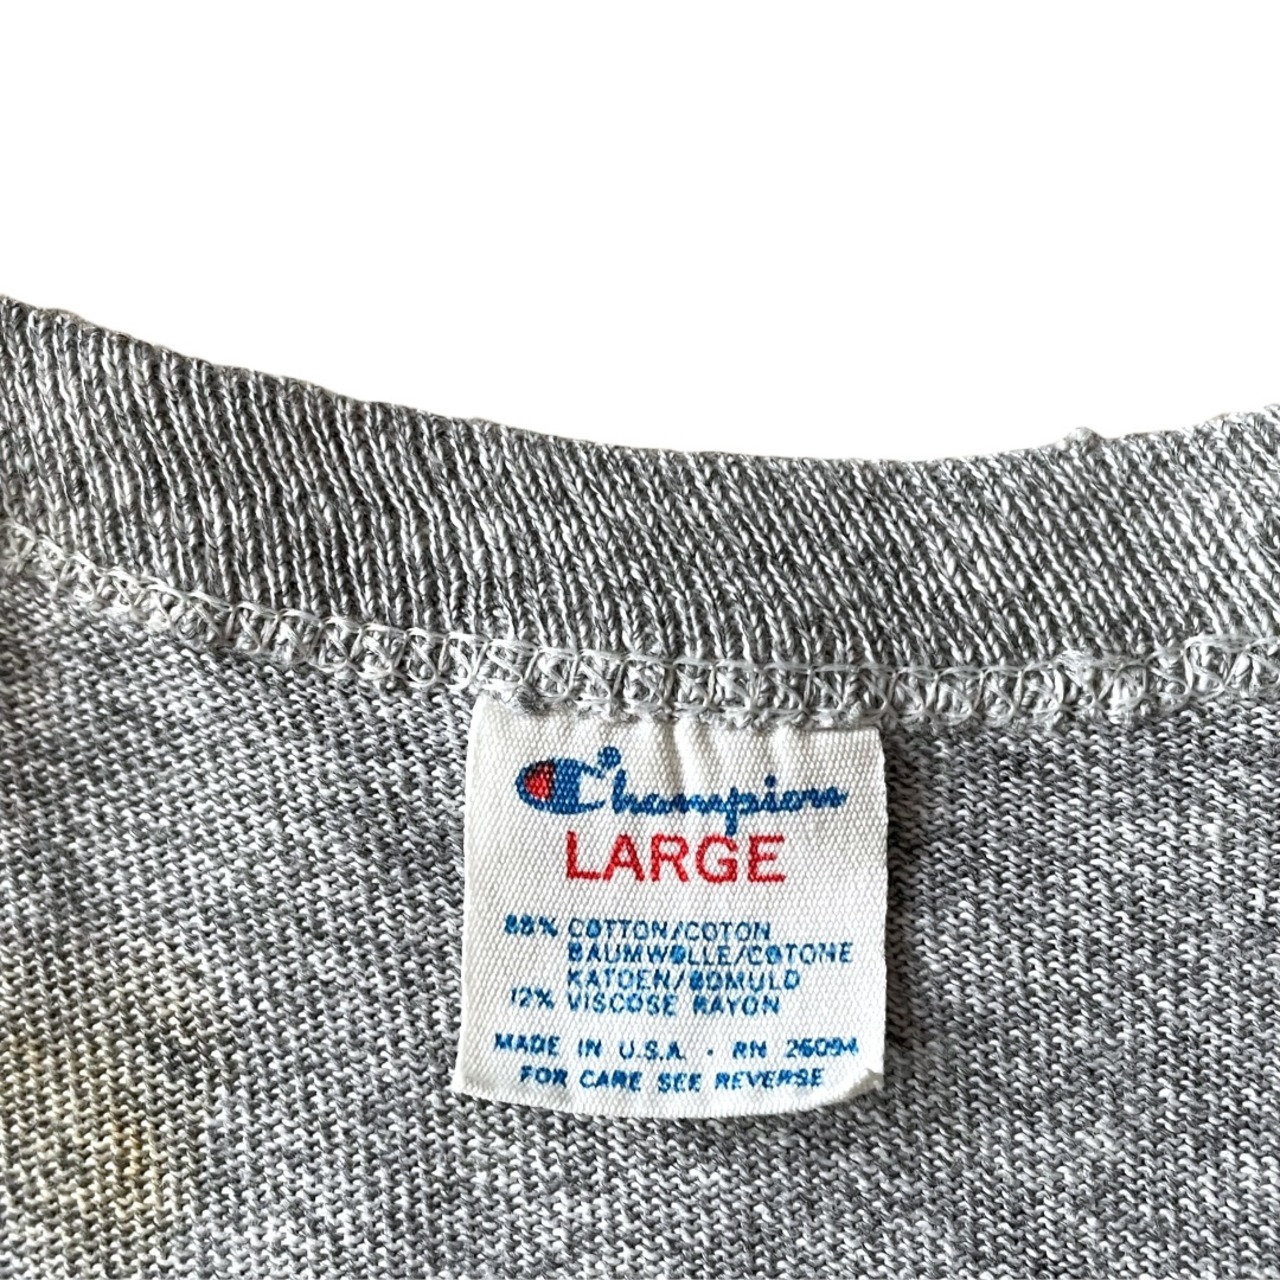 Champion
LARGE
88% COTTON/COTON
BAUMWOLLE/COTONE
KATOEN/BOMULD
12% VISCOSE RAYON
MADE IN U.S.A. · RN 26094
FOR CARE SEE REVERSE